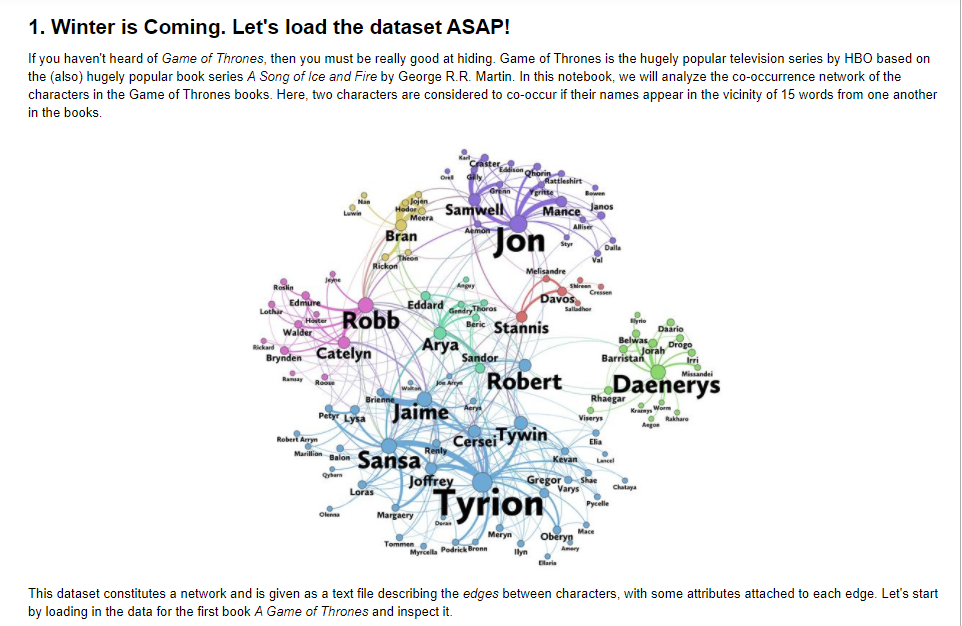 1. Winter is Coming. Let's load the dataset ASAP!
If you haven't heard of Game of Thrones, then you must be really good at hiding. Game of Thrones is the hugely popular television series by HBO based on
the (also) hugely popular book series A Song of Ice and Fire by George R.R. Martin. In this notebook, we will analyze the co-occurrence network of the
characters in the Game of Thrones books. Here, two characters are considered to co-occur if their names appear in the vicinity of 15 words from one another
in the books.
Karl
Craster
Eddison
Qhorin
Orell
Gilly
Rattleshirt
Grenn
Ygritte
Bowen
Nan
Jojen
Luwin
Hodor
Meera
Samwell
Mance
Janos
Bran
Aemon
Jon
Alliser
Styr
Dalla
Theon
Val
Rickon
Melisandre
Jeyne
Roslin
Anguy
Shireen
Cressen
Edmure
Eddard
Davos
Lothar
Gendry
Thoros
Salladhor
Hoster
Robb
Beric
Stannis
Illyrio
Daario
Walder
Belwas
Drogo
Rickard
Arya
Jorah
Brynden
Catelyn
Sandor
Barristan
Irri
Missandei
Ramsay
Roose
Walton
Jon Arryn
Robert
Daenerys
Brienne
Rhaegar
Aerys
Kraznys
Worm
Petyr
Lysa
Jaime
Viserys
Rakharo
Aegon
Robert Arryn
Cersei
Tywin
Elia
Marillion
Balon
Sansa
Renly
Kevan
Lancel
Qyburn
Joffrey
Gregor
Shae
Loras
Varys
Chataya
Tyrion
Pycelle
Olenna
Margaery
Doran
Meryn
Oberyn
Mace
Tommen
Myrcella
Podrick
Bronn
Ilyn
Amory
Ellaria
This dataset constitutes a network and is given as a text file describing the edges between characters, with some attributes attached to each edge. Let's start
by loading in the data for the first book A Game of Thrones and inspect it.